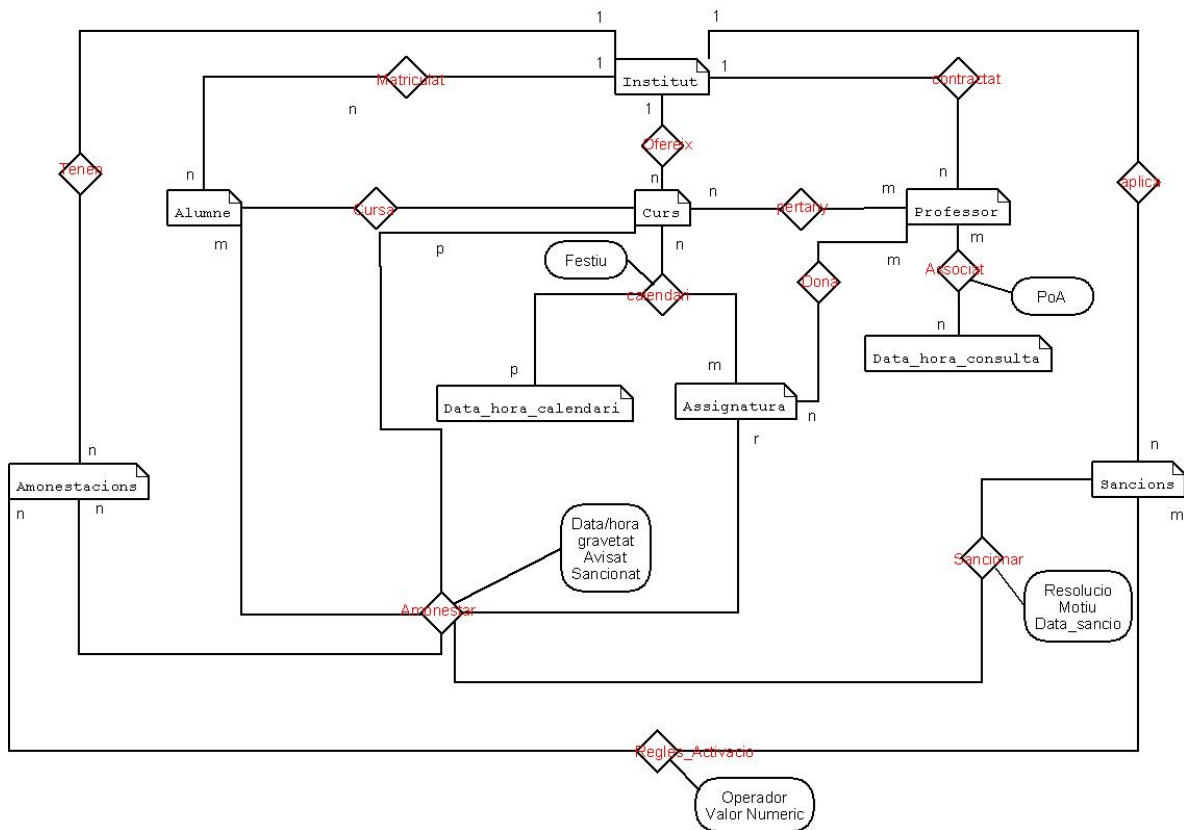 1
1
Matriculat
1
Institut
1
contractat
n
1
Ofereix
Tenen
n
n
n
m
n
aplica
Alumne
Cursa
Curs
pertany
Professor
m
p
n
m
m
Festiu
Associat
calendari
Dona
PoA
n
p
m
Data_hora_consulta
Data_hora_calendari
Assignatura
n
r
n
n
Amonestacions
Sancions
n
n
m
Data/hora
gravetat
Avisat
Sancionat
Sancionar
Resolucio
Motiu
Data_sancio
Amonestar
Regles_Activacio
Operador
Valor Numeric